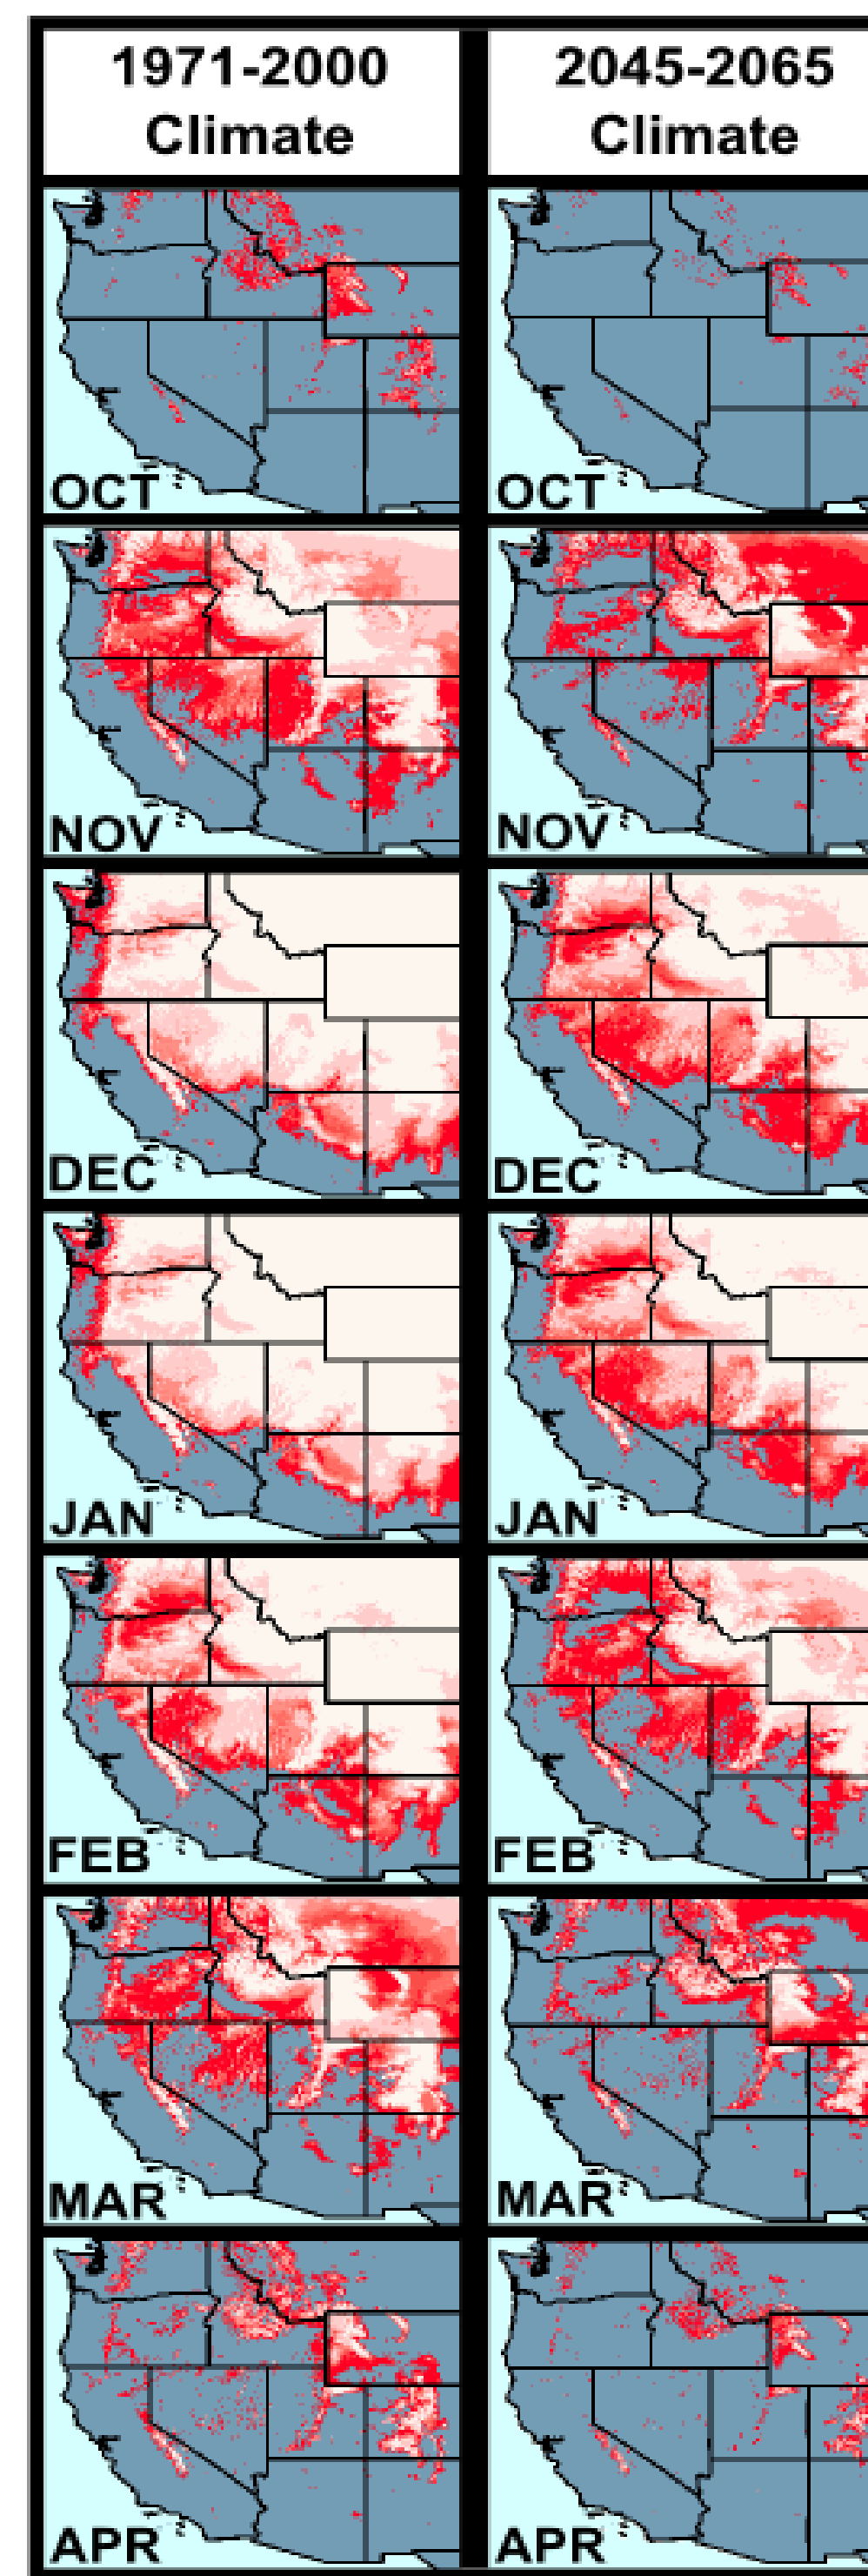 1971-2000
Climate
2045-2065
Climate
OCT
OCT
NOV
NOV
DEC
DEC
JAN
JAN
FEB
FEB
MAR
MAR
APR
APR